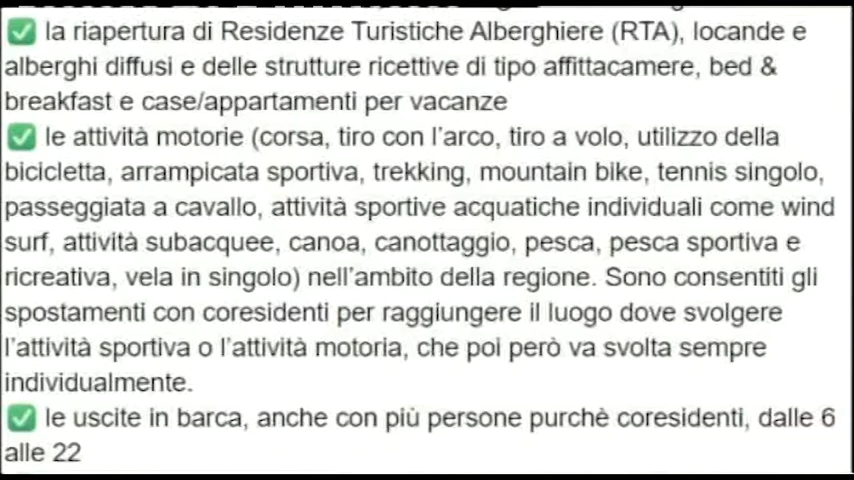 ✅ la riapertura di Residenze Turistiche Alberghiere (RTA), locande e
alberghi diffusi e delle strutture ricettive di tipo affittacamere, bed &
breakfast e case/appartamenti per vacanze
✅ le attività motorie (corsa, tiro con l'arco, tiro a volo, utilizzo della
bicicletta, arrampicata sportiva, trekking, mountain bike, tennis singolo,
passeggiata a cavallo, attività sportive acquatiche individuali come wind
surf, attività subacquee, canoa, canottaggio, pesca, pesca sportiva e
ricreativa, vela in singolo) nell'ambito della regione. Sono consentiti gli
spostamenti con coresidenti per raggiungere il luogo dove svolgere
l'attività sportiva o l'attività motoria, che poi però va svolta sempre
individualmente.
✅ le uscite in barca, anche con più persone purchè coresidenti, dalle 6
alle 22